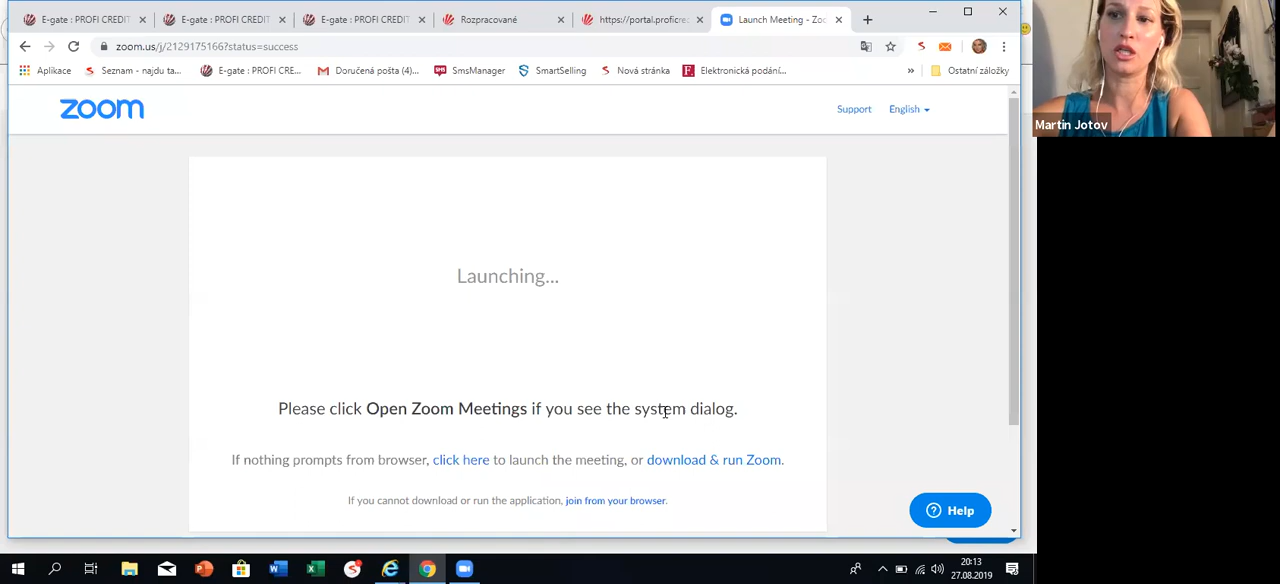 E-gate : PROFI CREDIT
E-gate : PROFI CREDIT
E-gate : PROFI CREDIT
Rozpracované
https://portal.proficre
Launch Meeting - Zoo
zoom.us/j/2129175166?status=success
Aplikace
Seznam - najdu ta...
E-gate : PROFI CRE...
Doručená pošta (4)...
SmsManager
SmartSelling
Nová stránka
Elektronická podání...
»
Ostatní záložky
zoom
Support
English
Martin Jotov
Launching...
Please click Open Zoom Meetings if you see the system dialog.
If nothing prompts from browser, click here to launch the meeting, or download & run Zoom.
If you cannot download or run the application, join from your browser.
Help
20:13
27.08.2019